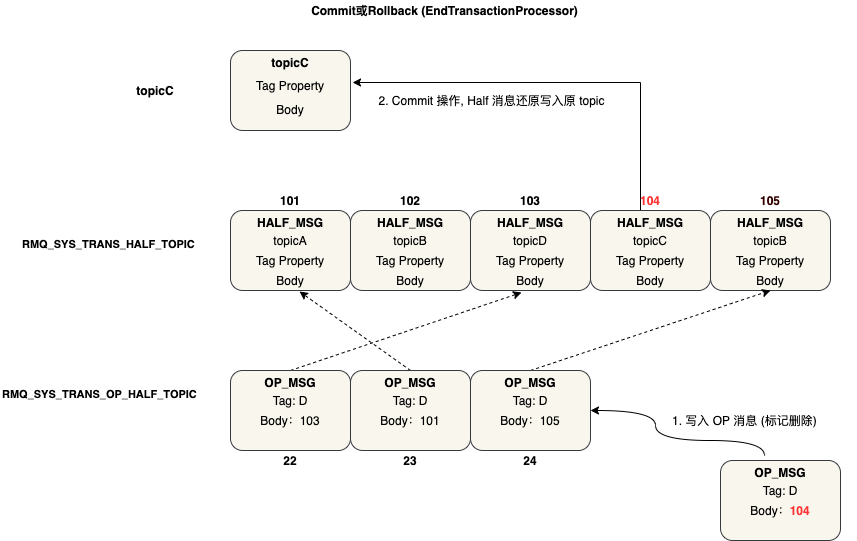 Commit或Rollback (EndTransactionProcessor)
topicC
topicC
Tag Property
Body
2. Commit 操作, Half 消息还原写入原 topic
101
102
103
104
105
RMQ_SYS_TRANS_HALF_TOPIC
HALF_MSG
topicA
Tag Property
Body
HALF_MSG
topicB
Tag Property
Body
HALF_MSG
topicD
Tag Property
Body
HALF_MSG
topicC
Tag Property
Body
HALF_MSG
topicB
Tag Property
Body
RMQ_SYS_TRANS_OP_HALF_TOPIC
OP_MSG
Tag: D
Body：103
OP_MSG
Tag: D
Body：101
OP_MSG
Tag: D
Body：105
22
23
24
1. 写入 OP 消息 (标记删除)
OP_MSG
Tag: D
Body：104